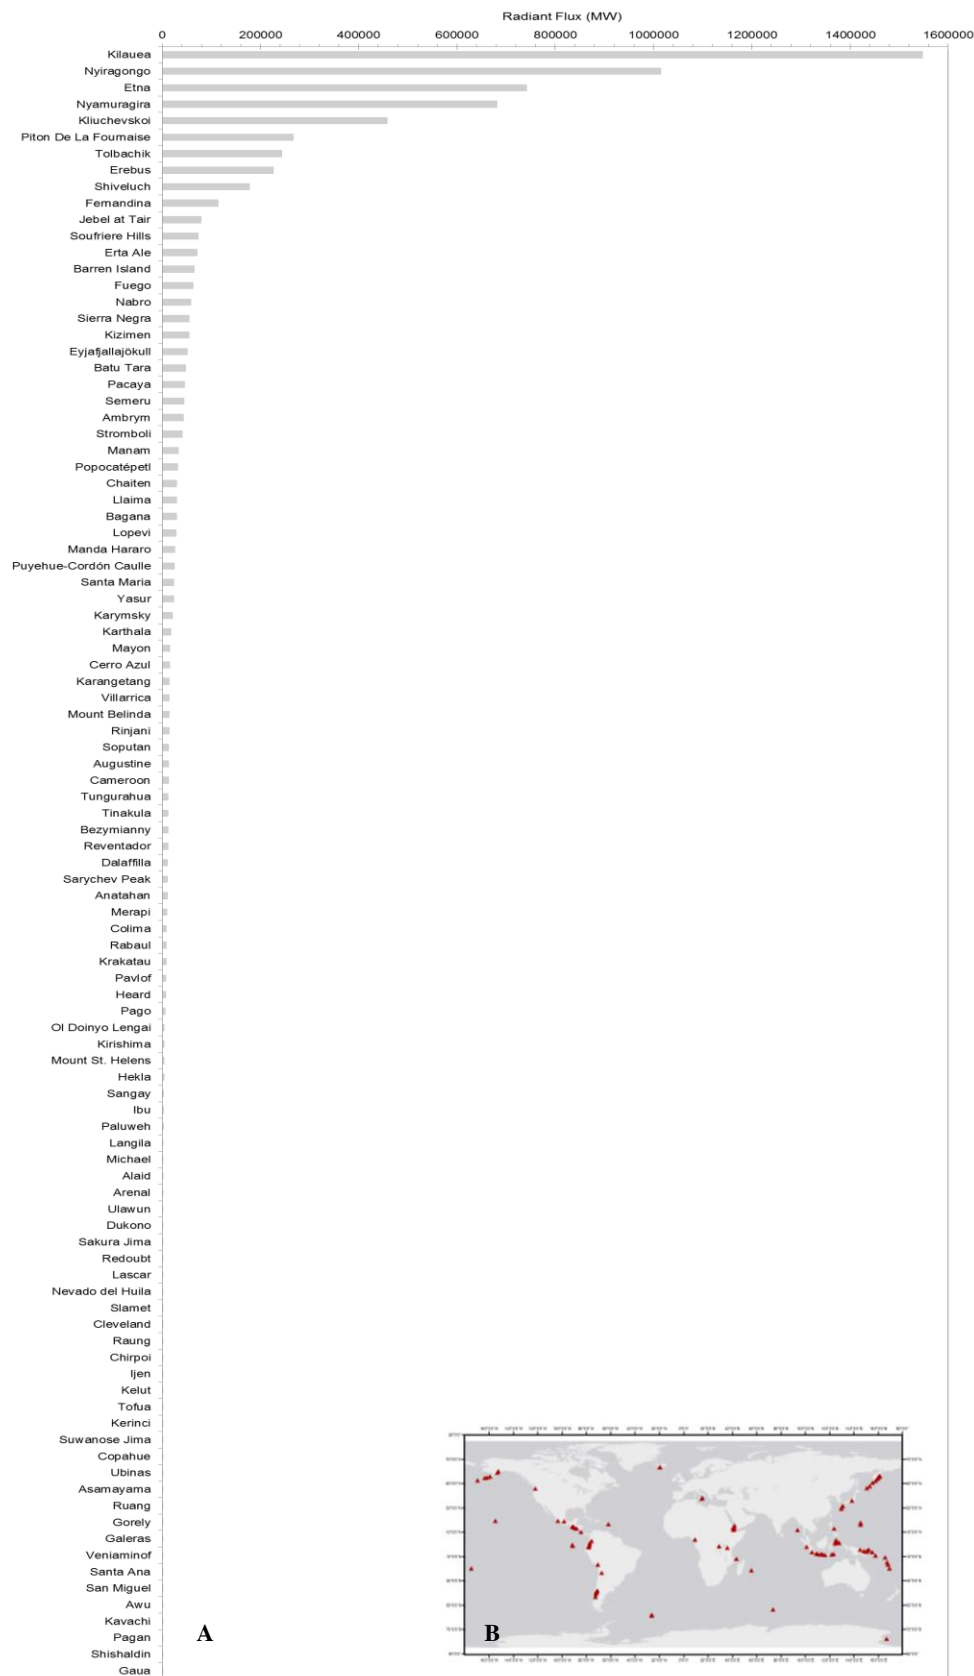 Radiant Flux (MW)
0 200000 400000 600000 800000 1000000 1200000 1400000 1600000
Kilauea
Nyiragongo
Etna
Nyamuragira
Kliuchevskoi
Piton De La Fournaise
Tolbachik
Erebus
Shiveluch
Fernandina
Jebel at Tair
Soufriere Hills
Erta Ale
Barren Island
Fuego
Nabro
Sierra Negra
Kizimen
Eyjafjallajökull
Batu Tara
Pacaya
Semeru
Ambrym
Stromboli
Manam
Popocatépetl
Chaiten
Llaima
Bagana
Lopevi
Manda Hararo
Puyehue-Cordón Caulle
Santa Maria
Yasur
Karymsky
Karthala
Mayon
Cerro Azul
Karangetang
Villarrica
Mount Belinda
Rinjani
Soputan
Augustine
Cameroon
Tungurahua
Tinakula
Bezymianny
Reventador
Dalaffilla
Sarychev Peak
Anatahan
Merapi
Colima
Rabaul
Krakatau
Pavlof
Heard
Pago
Ol Doinyo Lengai
Kirishima
Mount St. Helens
Hekla
Sangay
Ibu
Paluweh
Langila
Michael
Alaid
Arenal
Ulawun
Dukono
Sakura Jima
Redoubt
Lascar
Nevado del Huila
Slamet
Cleveland
Raung
Chirpoi
Ijen
Kelut
Tofua
Kerinci
Suwanose Jima
Copahue
Ubinas
Asamayama
Ruang
Gorely
Galeras
Veniaminof
Santa Ana
San Miguel
Awu
Kavachi
Pagan
Shishaldin
Gaua
A
B